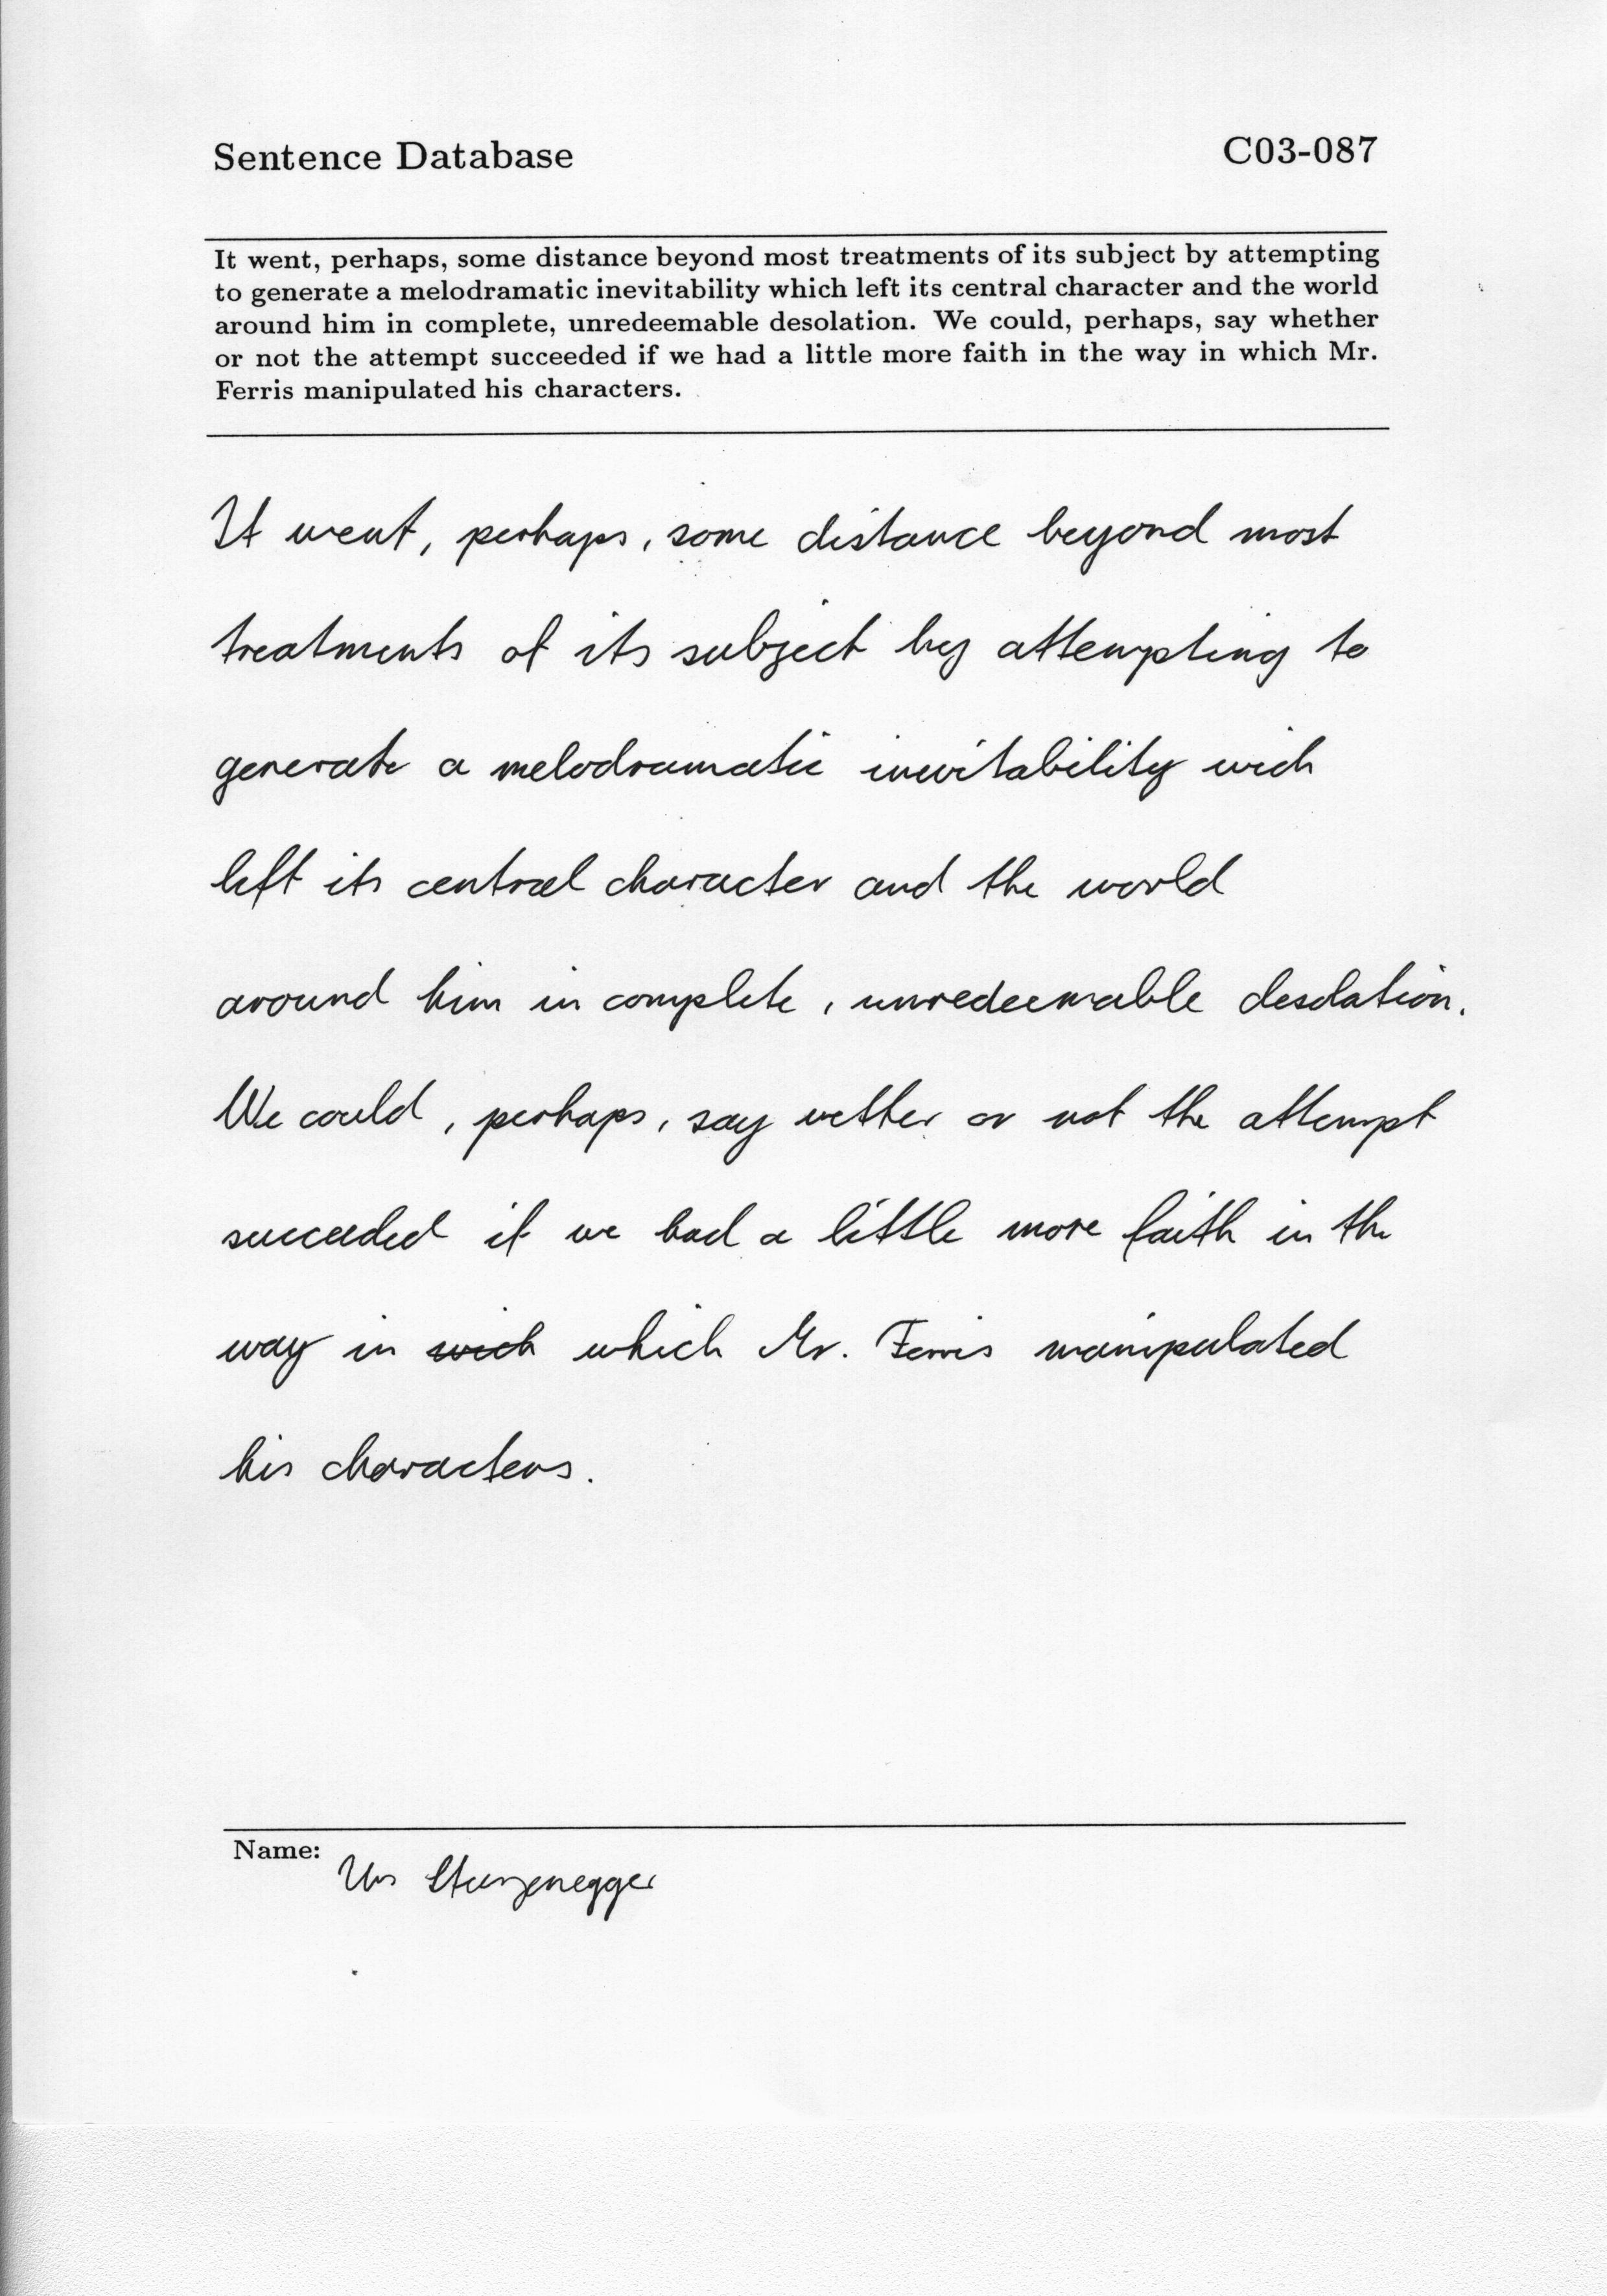 Sentence Database C03-087
It went, perhaps, some distance beyond most treatments of its subject by attempting
to generate a melodramatic inevitability which left its central character and the world
around him in complete, unredeemable desolation. We could, perhaps, say whether
or not the attempt succeeded if we had a little more faith in the way in which Mr.
Ferris manipulated his characters.
It went, perhaps, some distance beyond most
treatments of its subject by attempting to
generate a melodramatic inevitability wich
left its central character and the world
around him in complete, unredeemable desolation.
We could, perhaps, say wether or not the attempt
succeeded if we had a little more faith in the
way in wich which Mr. Ferris manipulated
his characters.
Name:
Urs Sturzenegger